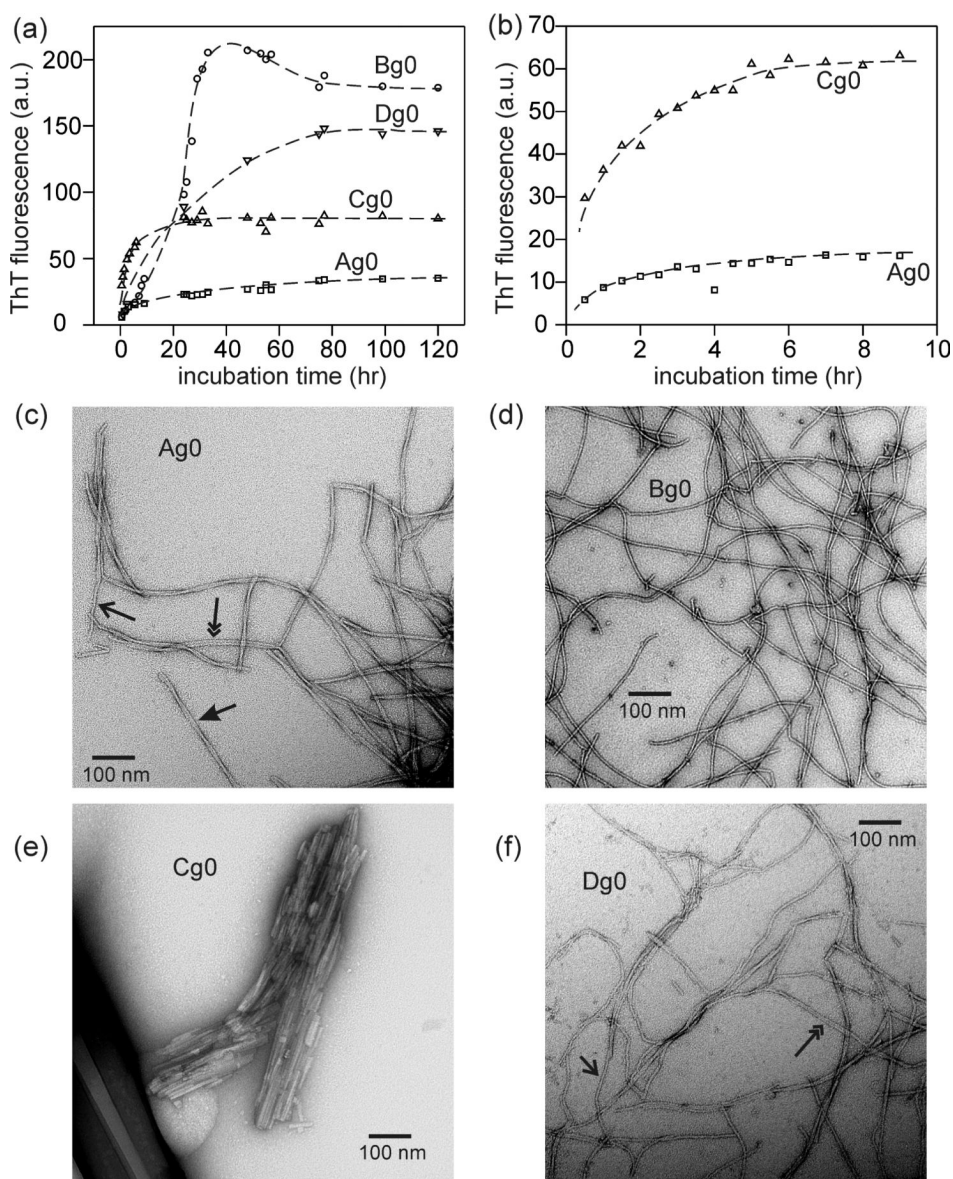 (a)
ThT fluorescence (a.u.)
200
150
100
50
0
Bg0
Dg0
Cg0
Ag0
0 20 40 60 80 100 120
incubation time (hr)
(b)
ThT fluorescence (a.u.)
70
60
50
40
30
20
10
0
Cg0
Ag0
0 2 4 6 8 10
incubation time (hr)
(c)
Ag0
100 nm
(d)
Bg0
100 nm
(e)
Cg0
100 nm
(f)
100 nm
Dg0